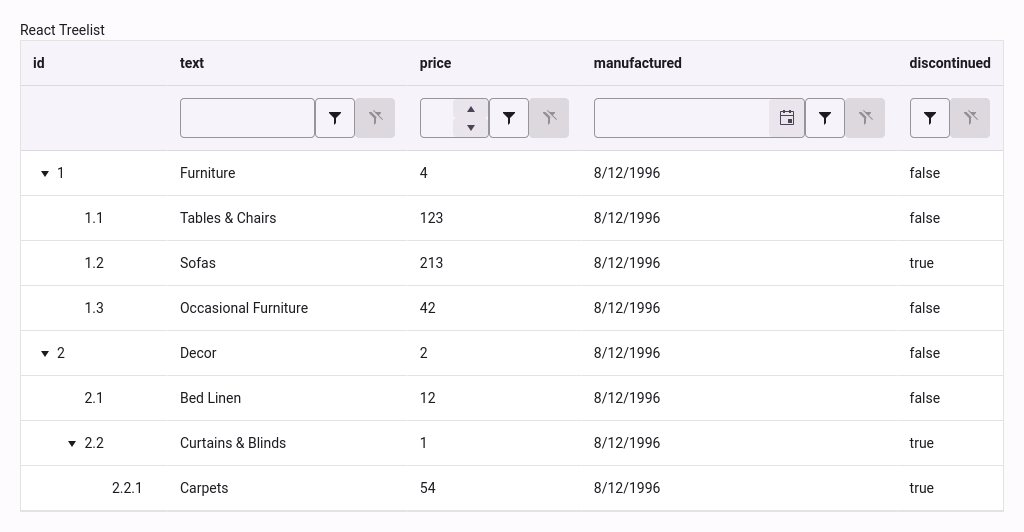 React Treelist
id text price manufactured discontinued
1 Furniture 4 8/12/1996 false
1.1 Tables & Chairs 123 8/12/1996 false
1.2 Sofas 213 8/12/1996 true
1.3 Occasional Furniture 42 8/12/1996 false
2 Decor 2 8/12/1996 false
2.1 Bed Linen 12 8/12/1996 false
2.2 Curtains & Blinds 1 8/12/1996 true
2.2.1 Carpets 54 8/12/1996 true